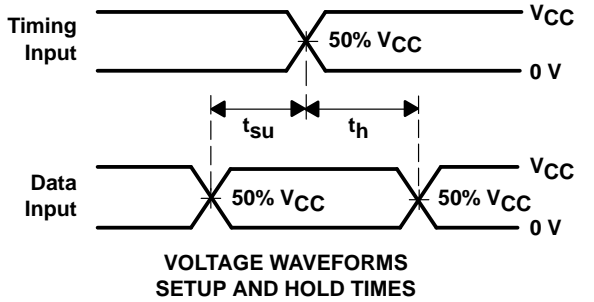 Timing
Input
VCC
50% VCC
0 V
tsu
th
Data
Input
VCC
50% VCC
50% VCC
0 V
VOLTAGE WAVEFORMS
SETUP AND HOLD TIMES